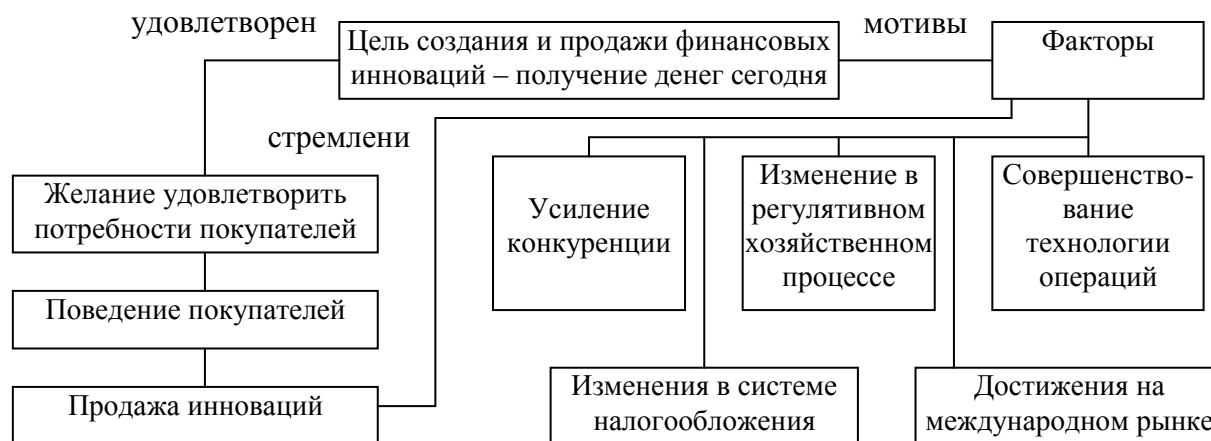 удовлетворен
Цель создания и продажи финансовых
инноваций – получение денег сегодня
мотивы
Факторы
стремлени
Желание удовлетворить
потребности покупателей
Поведение покупателей
Продажа инноваций
Усиление
конкуренции
Изменение в
регулятивном
хозяйственном
процессе
Совершенство-
вание
технологии
операций
Изменения в системе
налогообложения
Достижения на
международном рынке